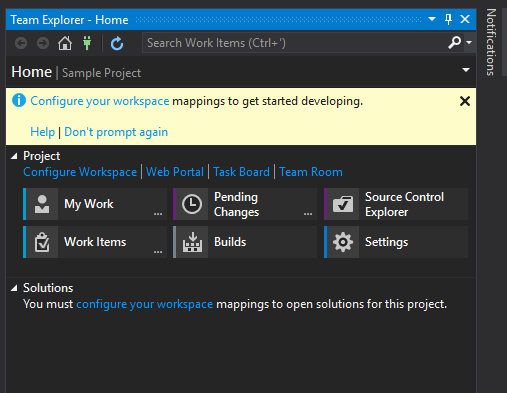 Team Explorer - Home
Notifications
Search Work Items (Ctrl+')
Home | Sample Project
Configure your workspace mappings to get started developing.
Help | Don't prompt again
Project
Configure Workspace | Web Portal | Task Board | Team Room
My Work ...
Pending
Changes ...
Source Control
Explorer
Work Items ...
Builds
Settings
Solutions
You must configure your workspace mappings to open solutions for this project.